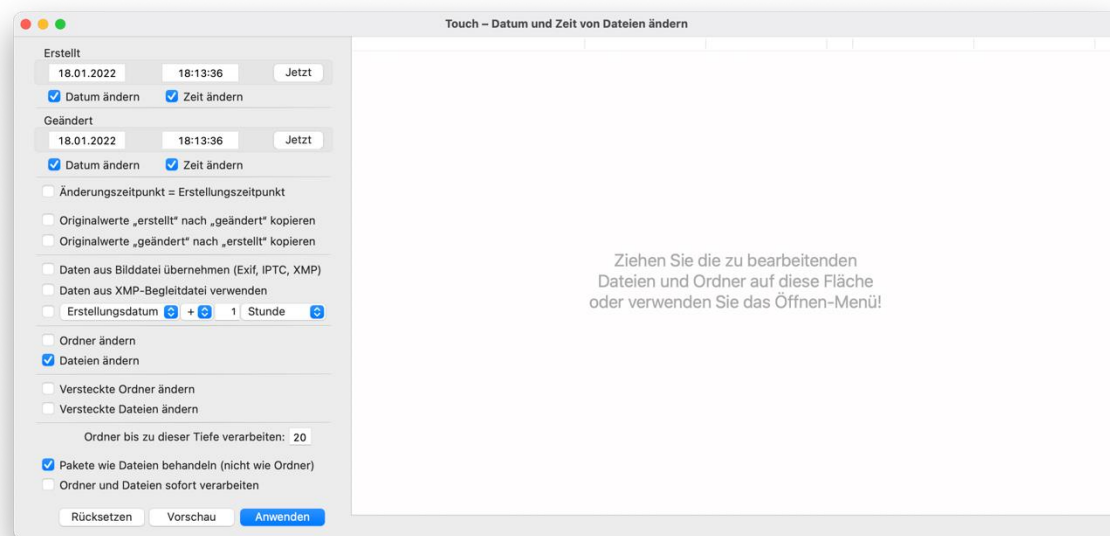 Touch – Datum und Zeit von Dateien ändern
Erstellt
18.01.2022 18:13:36 Jetzt
Datum ändern Zeit ändern
Geändert
18.01.2022 18:13:36 Jetzt
Datum ändern Zeit ändern
Änderungszeitpunkt = Erstellungszeitpunkt
Originalwerte „erstellt“ nach „geändert“ kopieren
Originalwerte „geändert“ nach „erstellt“ kopieren
Daten aus Bilddatei übernehmen (Exif, IPTC, XMP)
Daten aus XMP-Begleitdatei verwenden
Erstellungsdatum + 1 Stunde
Ordner ändern
Dateien ändern
Versteckte Ordner ändern
Versteckte Dateien ändern
Ordner bis zu dieser Tiefe verarbeiten: 20
Pakete wie Dateien behandeln (nicht wie Ordner)
Ordner und Dateien sofort verarbeiten
Rücksetzen Vorschau Anwenden
Ziehen Sie die zu bearbeitenden
Dateien und Ordner auf diese Fläche
oder verwenden Sie das Öffnen-Menü!